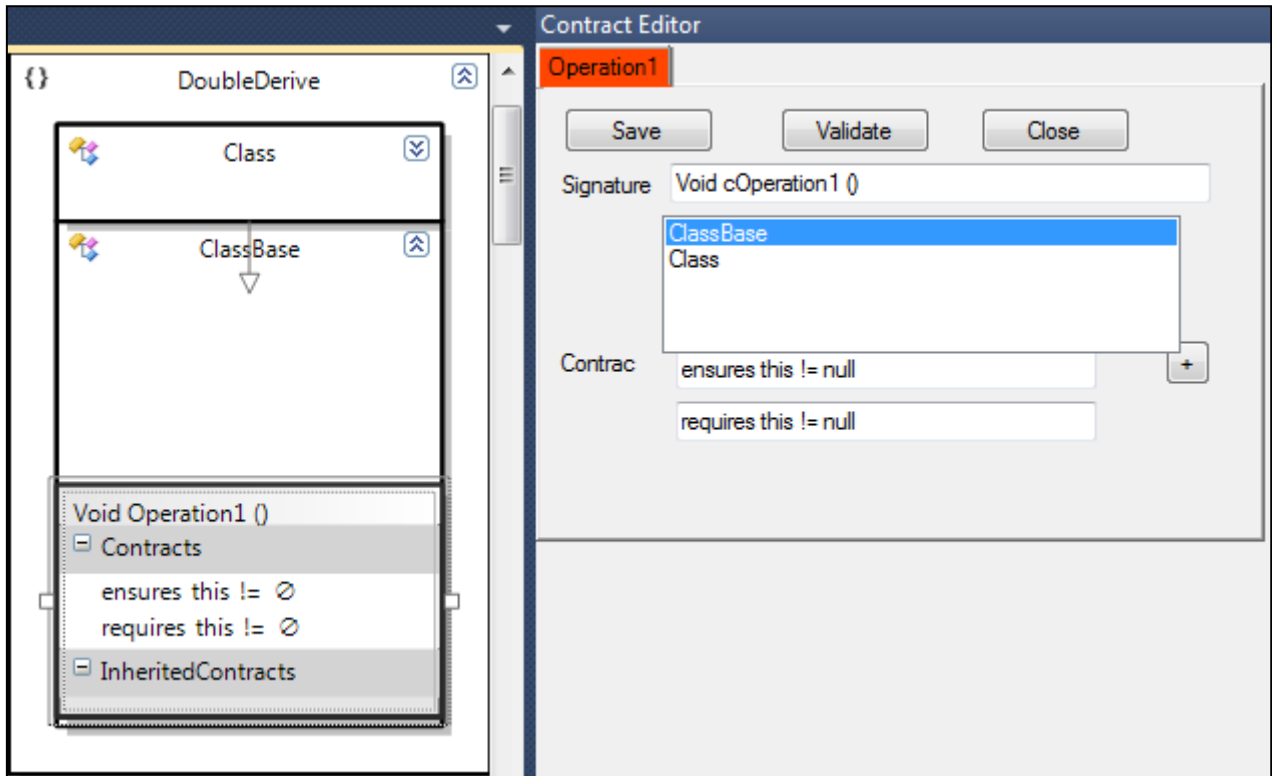 {} DoubleDerive
Class
ClassBase
Void Operation1 ()
Contracts
ensures this != ∅
requires this != ∅
InheritedContracts
Contract Editor
Operation1
Save Validate Close
Signature Void cOperation1 ()
ClassBase
Class
Contrac ensures this != null +
requires this != null